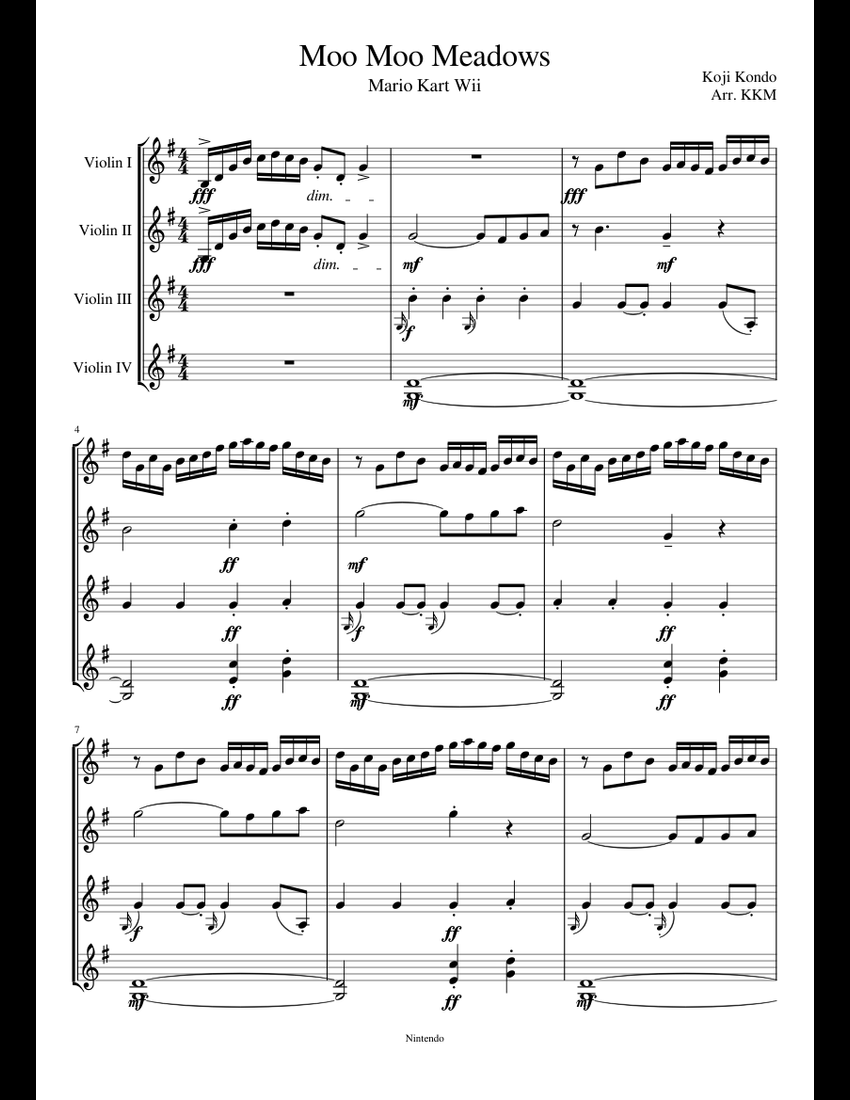 Moo Moo Meadows
Mario Kart Wii
Koji Kondo
Arr. KKM
Violin I
fff dim. fff
Violin II
fff dim. mf mf
Violin III
f
Violin IV
mf
4
mf
ff
ff f ff
ff mf ff
7
f ff
mf ff mf
Nintendo